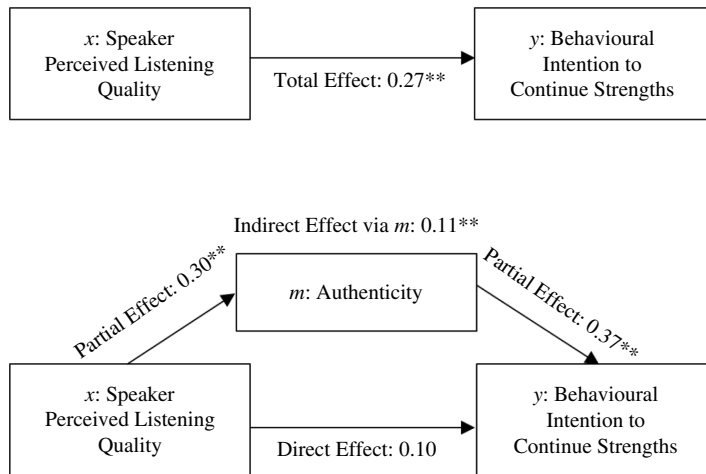 x: Speaker
Perceived Listening
Quality
Total Effect: 0.27**
y: Behavioural
Intention to
Continue Strengths
Indirect Effect via m: 0.11**
Partial Effect: 0.30**
m: Authenticity
Partial Effect: 0.37**
x: Speaker
Perceived Listening
Quality
Direct Effect: 0.10
y: Behavioural
Intention to
Continue Strengths